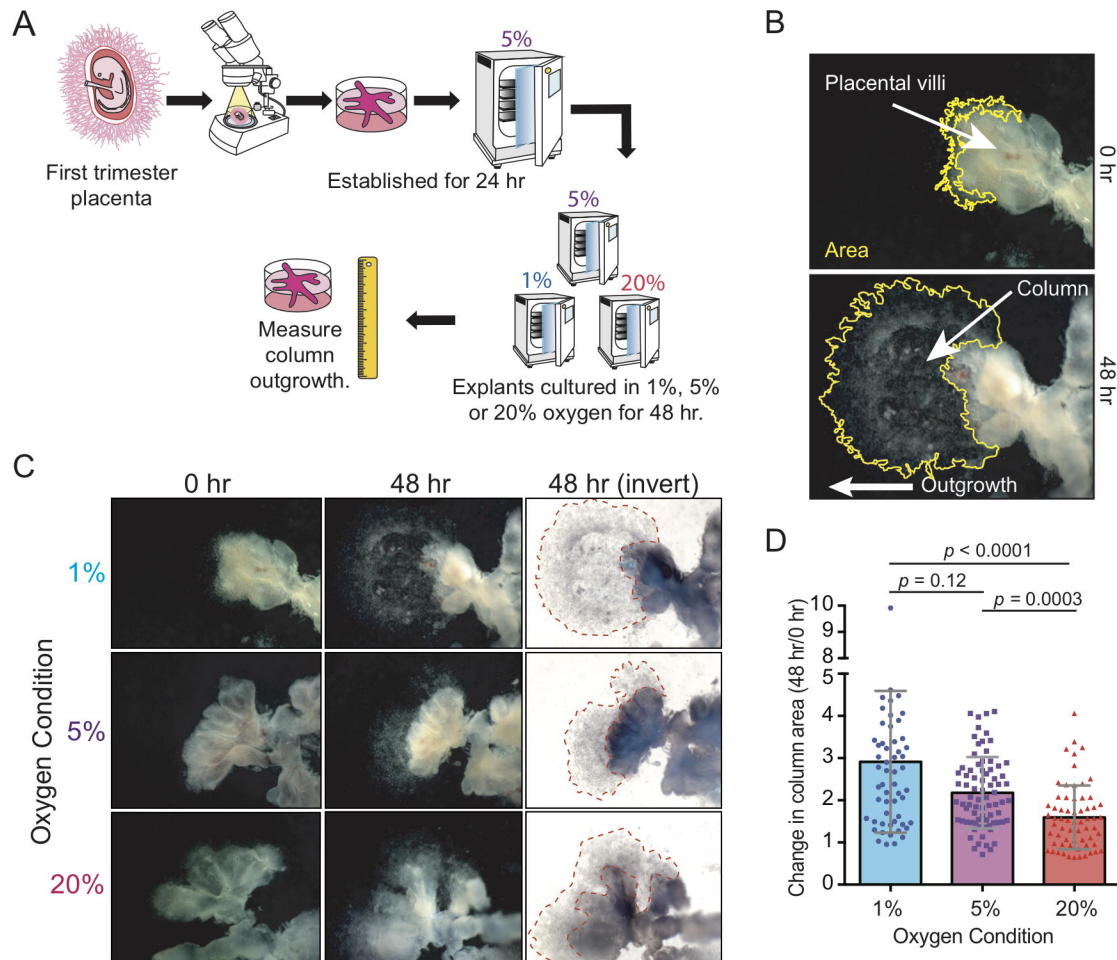 A
5%
First trimester
placenta
Established for 24 hr
5%
1%
20%
Measure
column
outgrowth.
Explants cultured in 1%, 5%
or 20% oxygen for 48 hr.
B
Placental villi
Area
0 hr
Column
Outgrowth
48 hr
C
0 hr
48 hr
48 hr (invert)
Oxygen Condition
1%
5%
20%
D
p < 0.0001
p = 0.12
p = 0.0003
Change in column area (48 hr/0 hr)
10
9
8
5
4
3
2
1
0
1%
5%
20%
Oxygen Condition